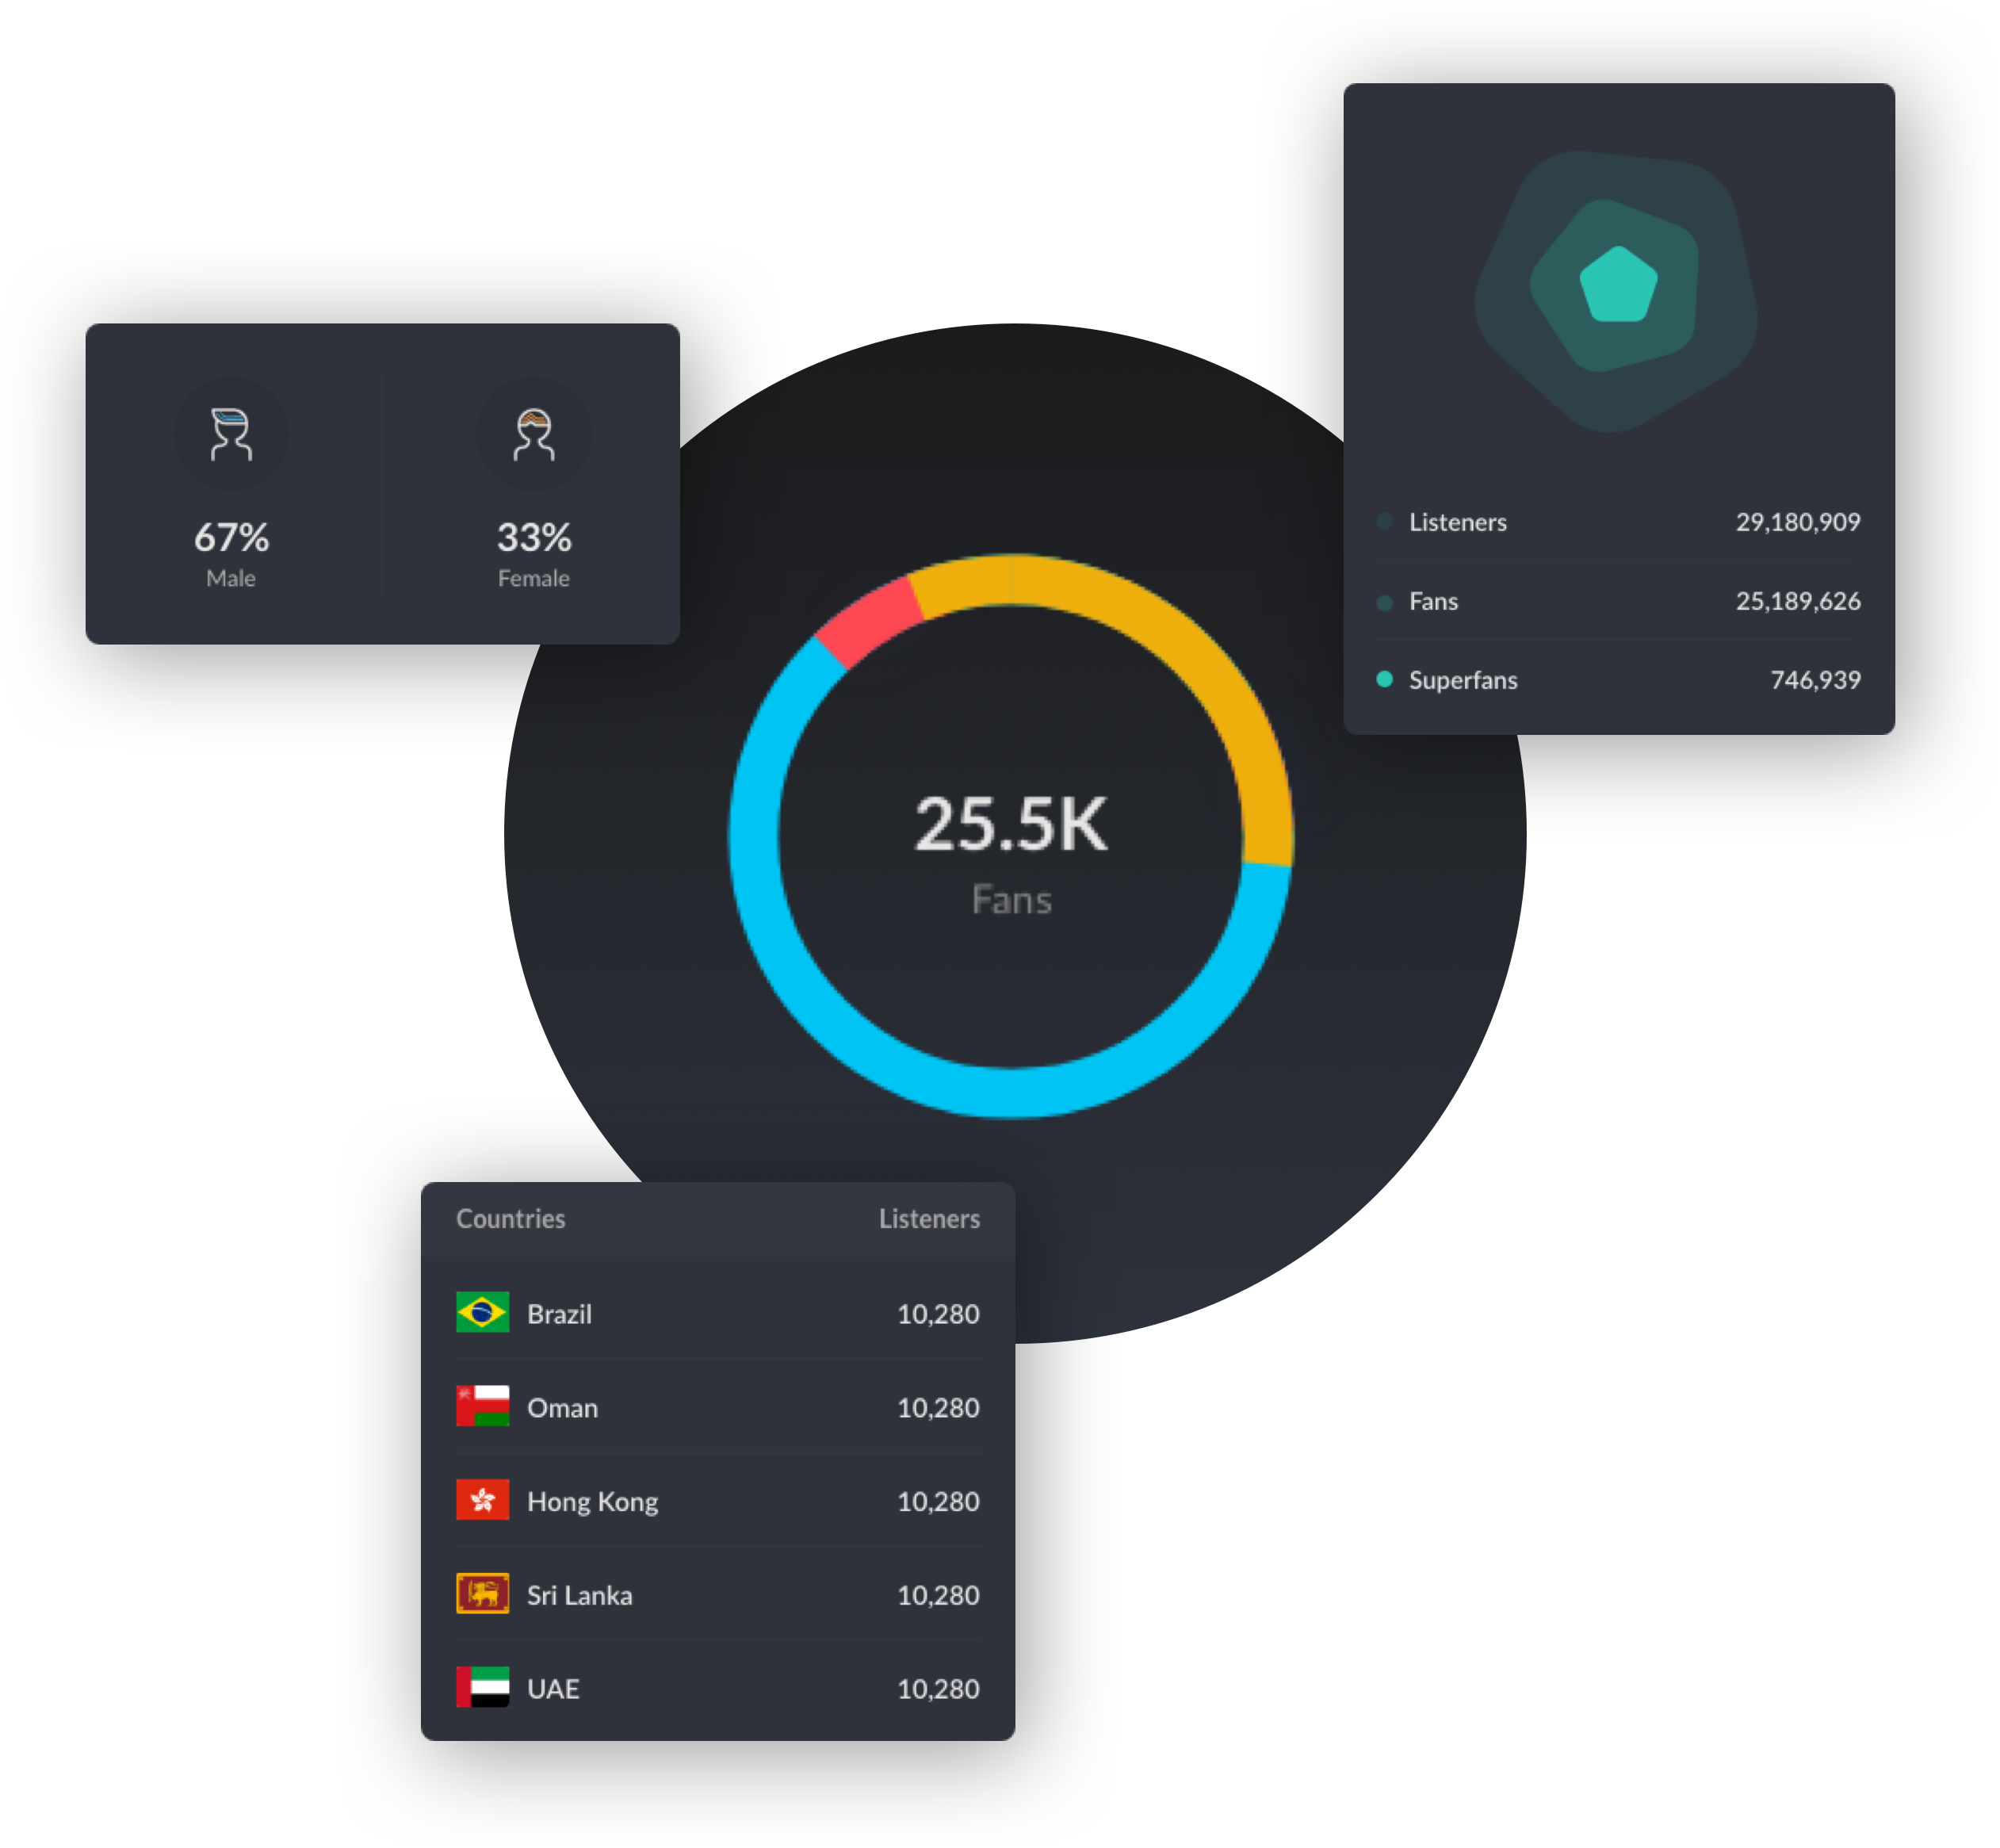 67%
Male
33%
Female
Listeners 29,180,909
Fans 25,189,626
Superfans 746,939
25.5K
Fans
Countries Listeners
Brazil 10,280
Oman 10,280
Hong Kong 10,280
Sri Lanka 10,280
UAE 10,280